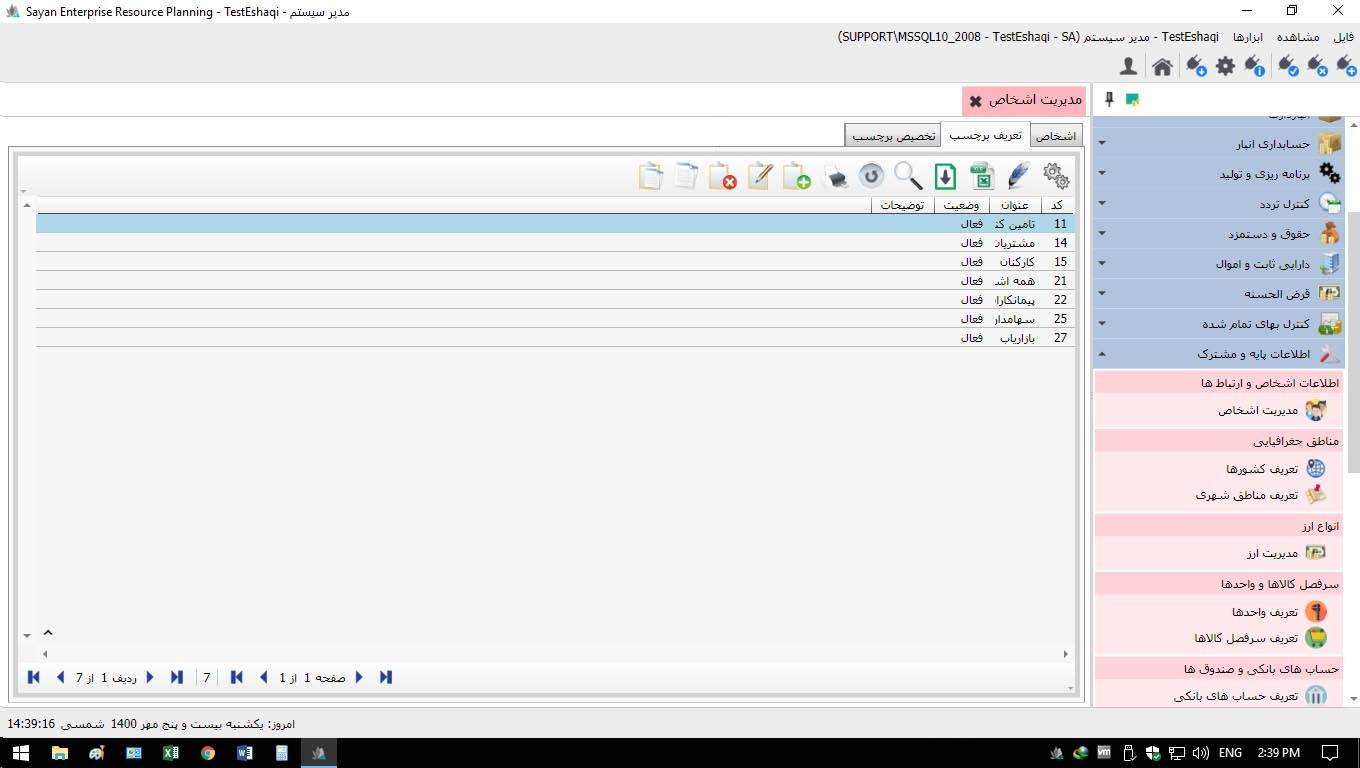 Sayan Enterprise Resource Planning - TestEshaqi - مدیر سیستم
فایل مشاهده ابزارها TestEshaqi - مدیر سیستم (SUPPORT\MSSQL10_2008 - TestEshaqi - SA)
مدیریت اشخاص
اشخاص تعریف برچسب تخصیص برچسب
کد عنوان وضعیت توضیحات
11 تامین کن فعال
14 مشتریان فعال
15 کارکنان فعال
21 همه اش فعال
22 پیمانکارا فعال
25 سهامدار فعال
27 بازاریاب فعال
صفحه 1 از 1
7
ردیف 1 از 7
حسابداری انبار
برنامه ریزی و تولید
کنترل تردد
حقوق و دستمزد
دارایی ثابت و اموال
قرض الحسنه
کنترل بهای تمام شده
اطلاعات پایه و مشترک
اطلاعات اشخاص و ارتباط ها
مدیریت اشخاص
مناطق جغرافیایی
تعریف کشورها
تعریف مناطق شهری
انواع ارز
مدیریت ارز
سرفصل کالاها و واحدها
تعریف واحدها
تعریف سرفصل کالاها
حساب های بانکی و صندوق ها
تعریف حساب های بانکی
امروز: یکشنبه بیست و پنج مهر 1400 شمسی 14:39:16
ENG 2:39 PM